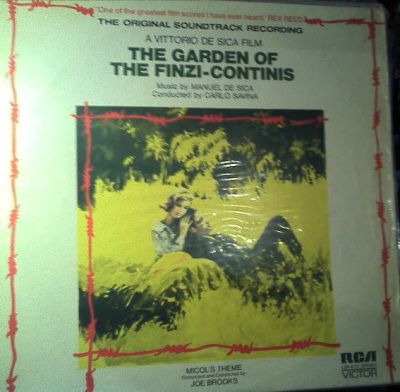 "One of the greatest film scores I have ever heard." REX REED
THE ORIGINAL SOUNDTRACK RECORDING
A VITTORIO DE SICA FILM
THE GARDEN OF
THE FINZI-CONTINIS
Music by MANUEL DE SICA
Conducted by CARLO SAVINA
MICOL'S THEME
Composed and Conducted by
JOE BROOKS
RCA
VICTOR